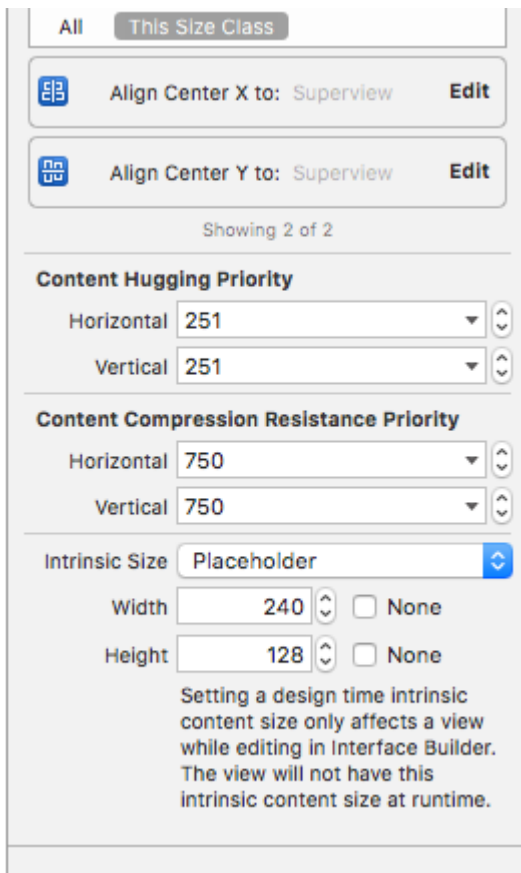 All This Size Class
Align Center X to: Superview Edit
Align Center Y to: Superview Edit
Showing 2 of 2
Content Hugging Priority
Horizontal 251
Vertical 251
Content Compression Resistance Priority
Horizontal 750
Vertical 750
Intrinsic Size Placeholder
Width 240 None
Height 128 None
Setting a design time intrinsic
content size only affects a view
while editing in Interface Builder.
The view will not have this
intrinsic content size at runtime.